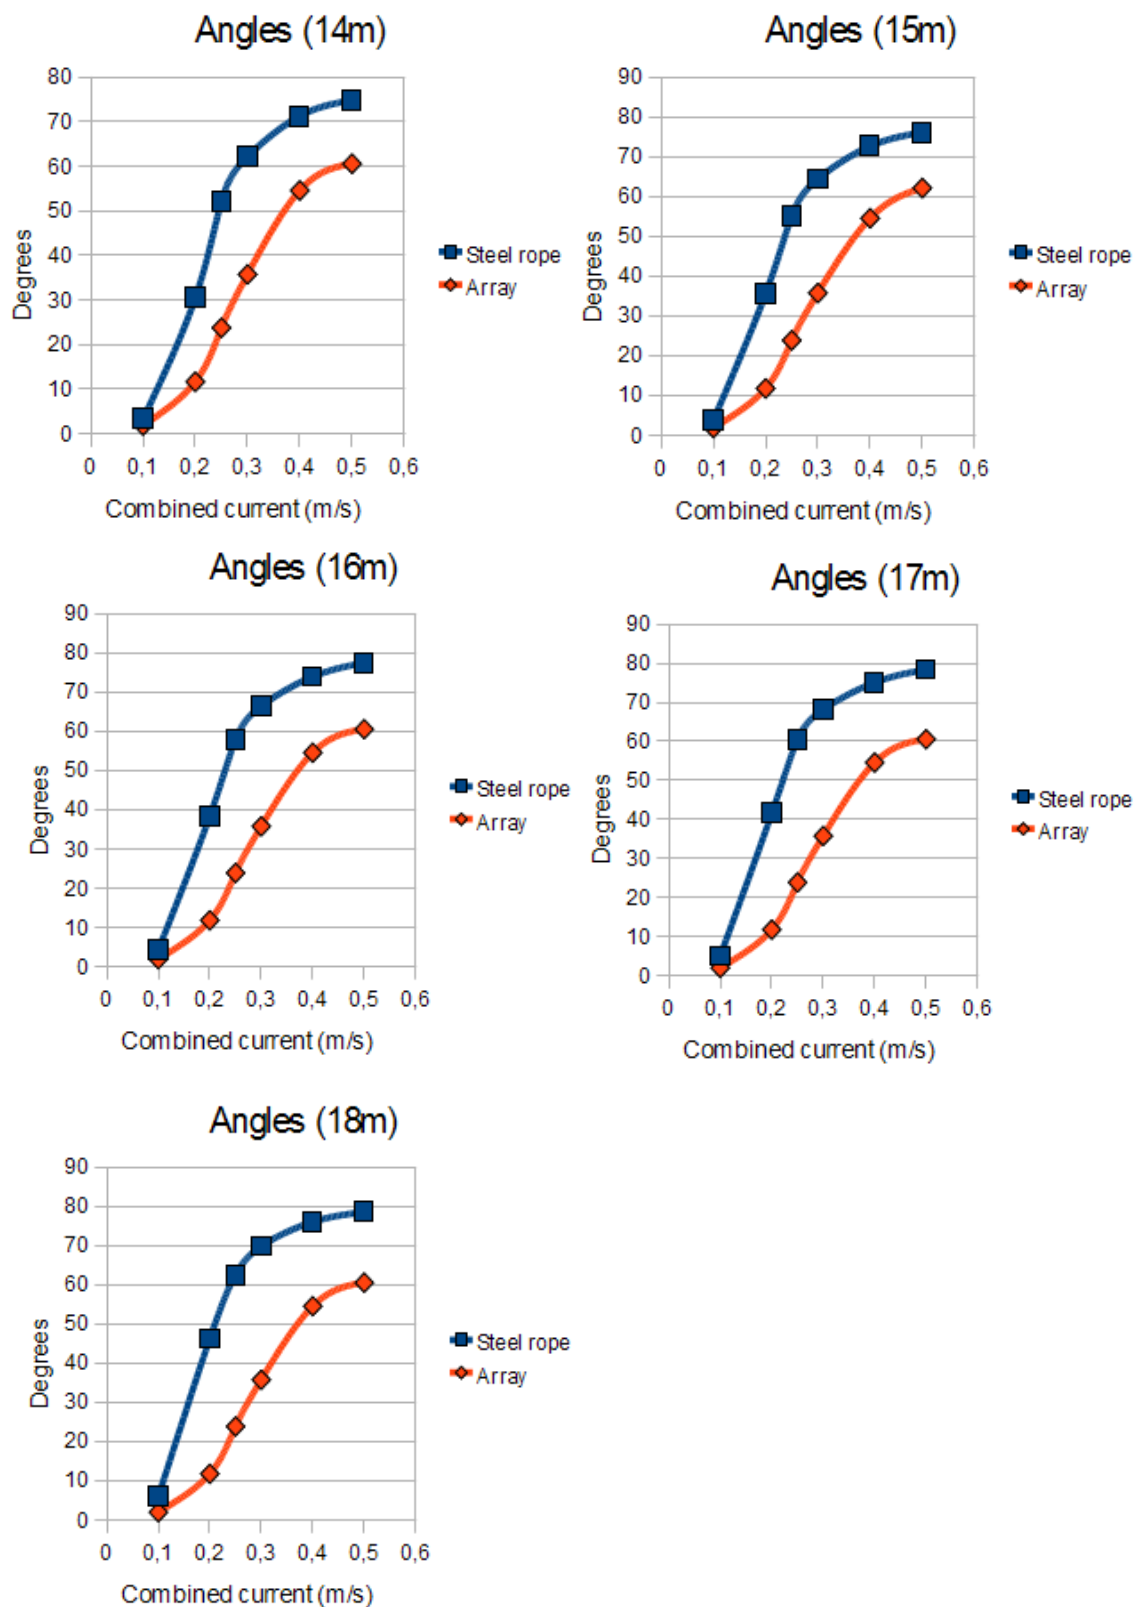 Angles (14m)
80
70
60
50
40
30
20
10
0
Degrees
0 0,1 0,2 0,3 0,4 0,5 0,6
Combined current (m/s)
Steel rope
Array
Angles (15m)
90
80
70
60
50
40
30
20
10
0
Degrees
0 0,1 0,2 0,3 0,4 0,5 0,6
Combined current (m/s)
Steel rope
Array
Angles (16m)
90
80
70
60
50
40
30
20
10
0
Degrees
0 0,1 0,2 0,3 0,4 0,5 0,6
Combined current (m/s)
Steel rope
Array
Angles (17m)
90
80
70
60
50
40
30
20
10
0
Degrees
0 0,1 0,2 0,3 0,4 0,5 0,6
Combined current (m/s)
Steel rope
Array
Angles (18m)
90
80
70
60
50
40
30
20
10
0
Degrees
0 0,1 0,2 0,3 0,4 0,5 0,6
Combined current (m/s)
Steel rope
Array